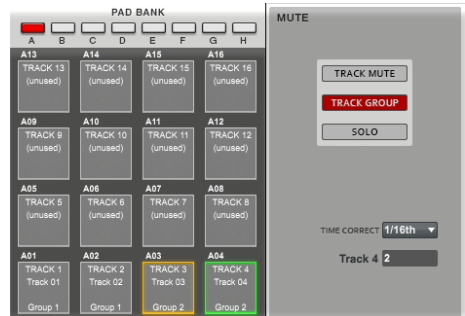 PAD BANK
A B C D E F G H
A13 A14 A15 A16
TRACK 13 TRACK 14 TRACK 15 TRACK 16
(unused) (unused) (unused) (unused)
A09 A10 A11 A12
TRACK 9 TRACK 10 TRACK 11 TRACK 12
(unused) (unused) (unused) (unused)
A05 A06 A07 A08
TRACK 5 TRACK 6 TRACK 7 TRACK 8
(unused) (unused) (unused) (unused)
A01 A02 A03 A04
TRACK 1 TRACK 2 TRACK 3 TRACK 4
Track 01 Track 02 Track 03 Track 04
Group 1 Group 1 Group 2 Group 2
MUTE
TRACK MUTE
TRACK GROUP
SOLO
TIME CORRECT 1/16th
Track 4 2